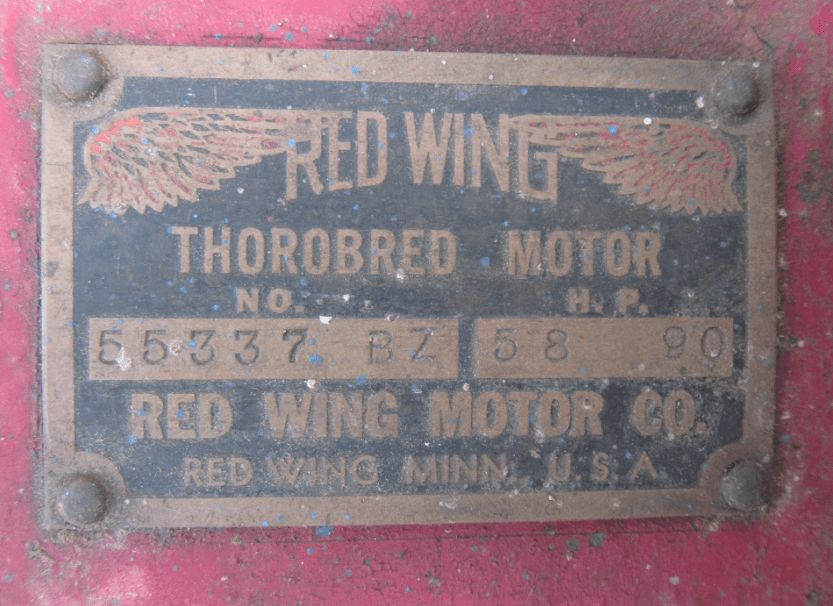 RED WING
THOROBRED MOTOR
NO. H. P.
55337 BZ 58 90
RED WING MOTOR CO.
RED WING MINN., U.S.A.